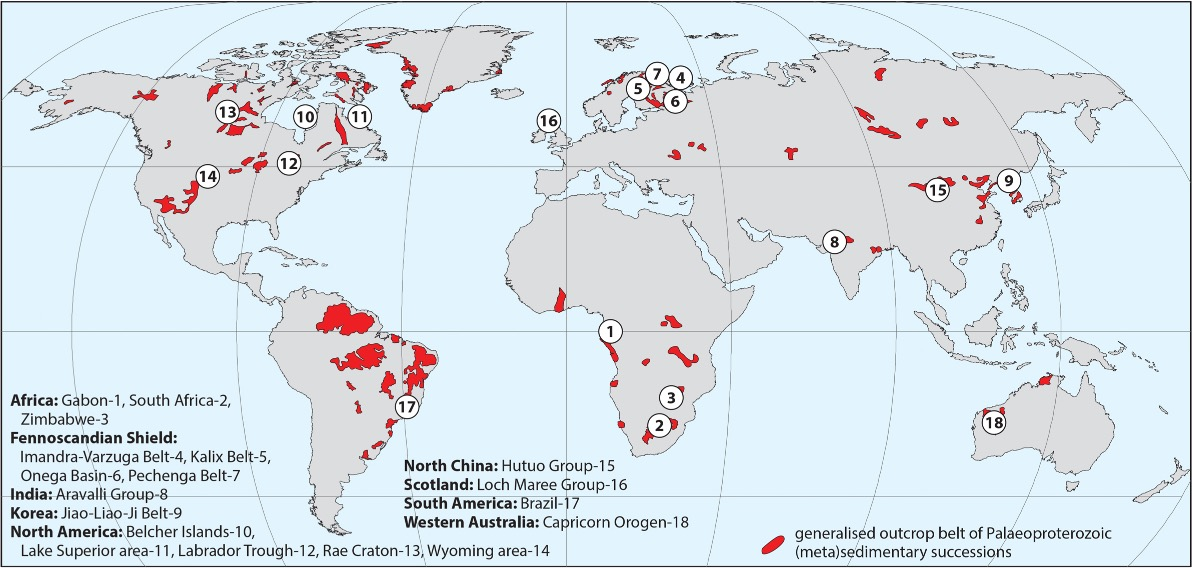 7
4
5
6
13
10
11
16
12
14
15
9
8
1
3
17
2
18
Africa: Gabon-1, South Africa-2,
Zimbabwe-3
Fennoscandian Shield:
Imandra-Varzuga Belt-4, Kalix Belt-5,
Onega Basin-6, Pechenga Belt-7
India: Aravalli Group-8
Korea: Jiao-Liao-Ji Belt-9
North America: Belcher Islands-10,
Lake Superior area-11, Labrador Trough-12, Rae Craton-13, Wyoming area-14
North China: Hutuo Group-15
Scotland: Loch Maree Group-16
South America: Brazil-17
Western Australia: Capricorn Orogen-18
generalised outcrop belt of Palaeoproterozoic
(meta)sedimentary successions